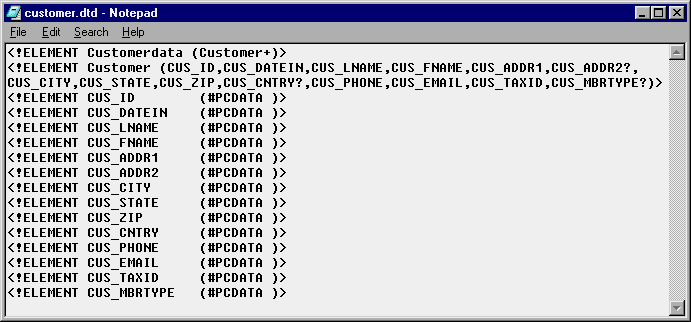 customer.dtd - Notepad
File Edit Search Help
<!ELEMENT Customerdata (Customer+)>
<!ELEMENT Customer (CUS_ID,CUS_DATEIN,CUS_LNAME,CUS_FNAME,CUS_ADDR1,CUS_ADDR2?,
CUS_CITY,CUS_STATE,CUS_ZIP,CUS_CNTRY?,CUS_PHONE,CUS_EMAIL,CUS_TAXID,CUS_MBRTYPE?)>
<!ELEMENT CUS_ID (#PCDATA )>
<!ELEMENT CUS_DATEIN (#PCDATA )>
<!ELEMENT CUS_LNAME (#PCDATA )>
<!ELEMENT CUS_FNAME (#PCDATA )>
<!ELEMENT CUS_ADDR1 (#PCDATA )>
<!ELEMENT CUS_ADDR2 (#PCDATA )>
<!ELEMENT CUS_CITY (#PCDATA )>
<!ELEMENT CUS_STATE (#PCDATA )>
<!ELEMENT CUS_ZIP (#PCDATA )>
<!ELEMENT CUS_CNTRY (#PCDATA )>
<!ELEMENT CUS_PHONE (#PCDATA )>
<!ELEMENT CUS_EMAIL (#PCDATA )>
<!ELEMENT CUS_TAXID (#PCDATA )>
<!ELEMENT CUS_MBRTYPE (#PCDATA )>